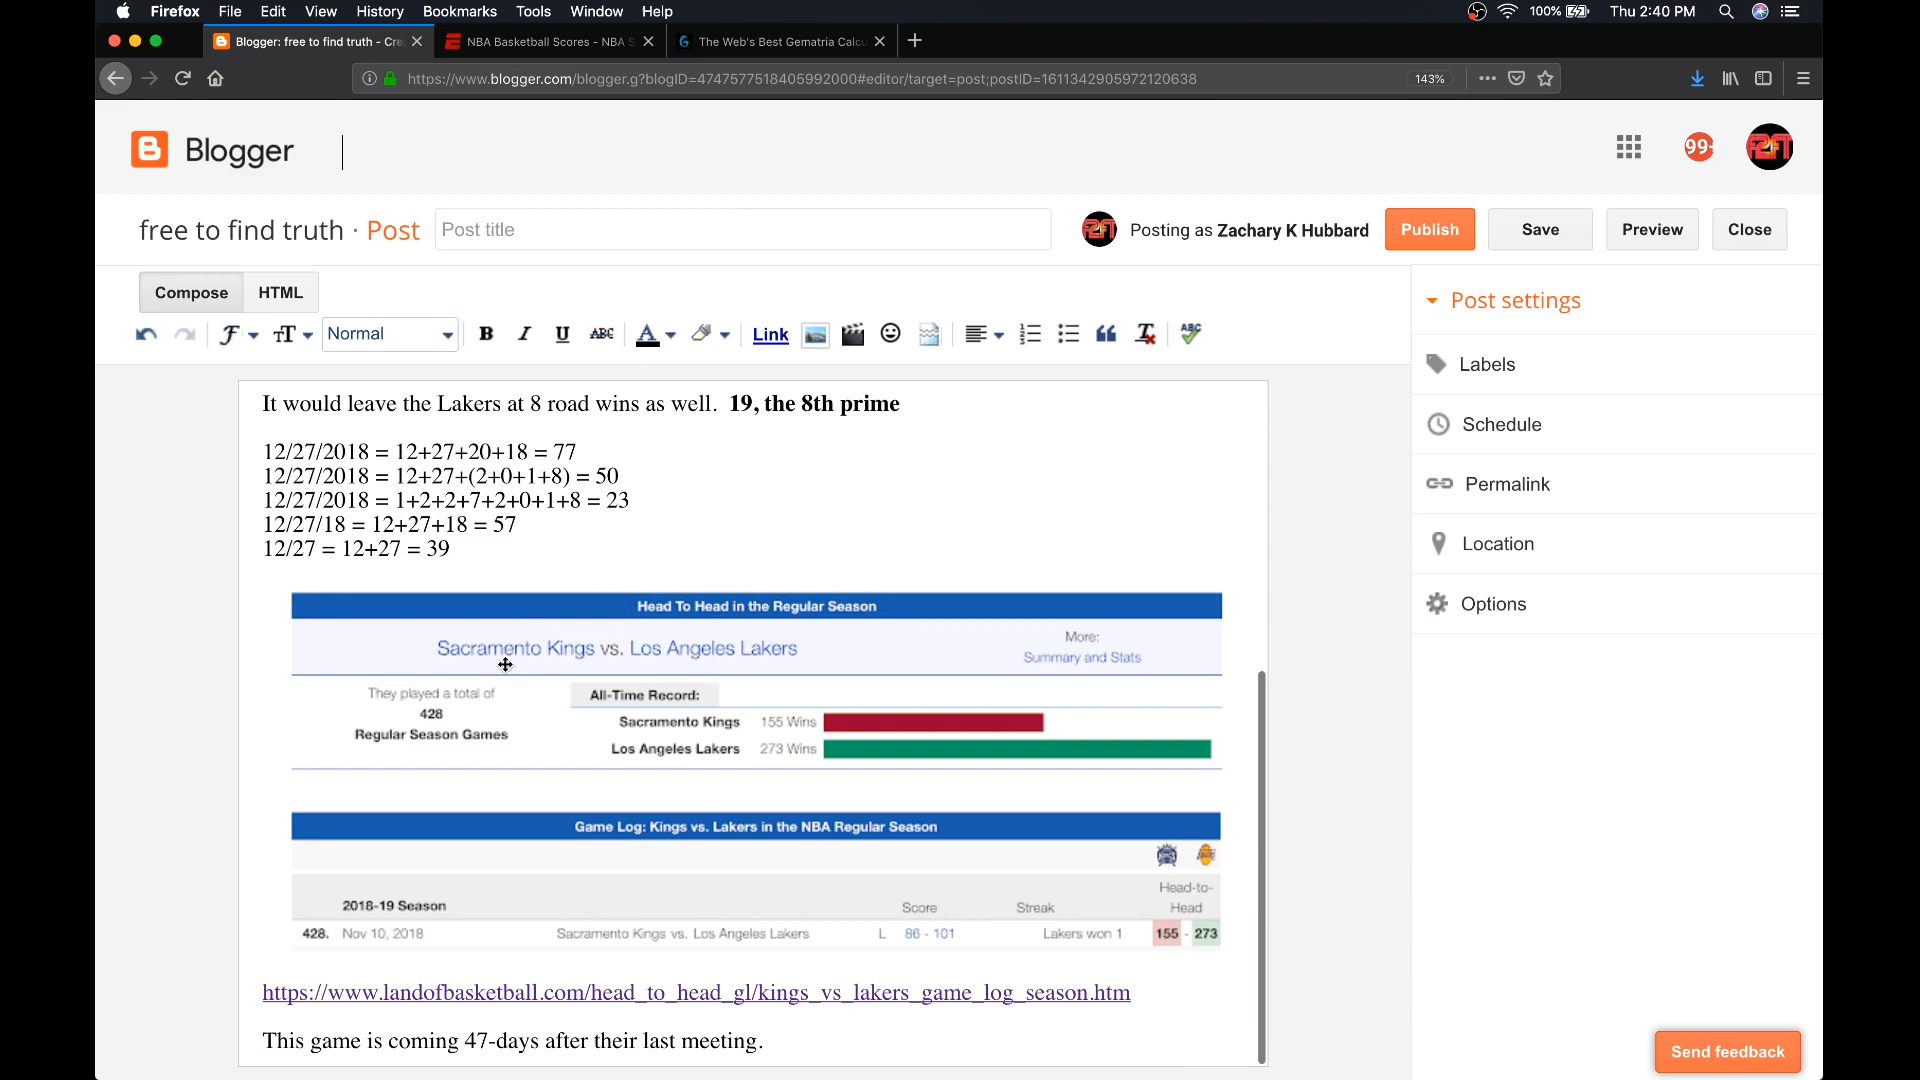 Firefox File Edit View History Bookmarks Tools Window Help 100% Thu 2:40 PM
Blogger: free to find truth - Cre NBA Basketball Scores - NBA S The Web's Best Gematria Calcu
https://www.blogger.com/blogger.g?blogID=4747577518405992000#editor/target=post;postID=1611342905972120638 143%
Blogger 99+
free to find truth · Post Post title Posting as Zachary K Hubbard Publish Save Preview Close
Compose HTML
Normal Link
Post settings
Labels
Schedule
Permalink
Location
Options
It would leave the Lakers at 8 road wins as well. 19, the 8th prime
12/27/2018 = 12+27+20+18 = 77
12/27/2018 = 12+27+(2+0+1+8) = 50
12/27/2018 = 1+2+2+7+2+0+1+8 = 23
12/27/18 = 12+27+18 = 57
12/27 = 12+27 = 39
Head To Head in the Regular Season
Sacramento Kings vs. Los Angeles Lakers
More:
Summary and Stats
They played a total of
428
Regular Season Games
All-Time Record:
Sacramento Kings 155 Wins
Los Angeles Lakers 273 Wins
Game Log: Kings vs. Lakers in the NBA Regular Season
2018-19 Season Score Streak Head-to-
Head
428. Nov 10, 2018 Sacramento Kings vs. Los Angeles Lakers L 86 - 101 Lakers won 1 155 - 273
https://www.landofbasketball.com/head_to_head_gl/kings_vs_lakers_game_log_season.htm
This game is coming 47-days after their last meeting.
Send feedback